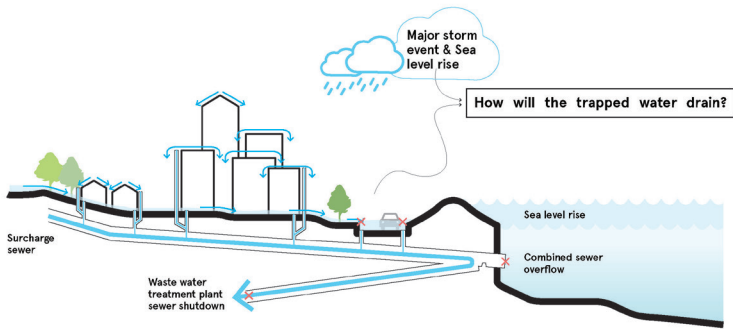 Major storm
event & Sea
level rise
How will the trapped water drain?
Sea level rise
Surcharge
sewer
Combined sewer
overflow
Waste water
treatment plant
sewer shutdown